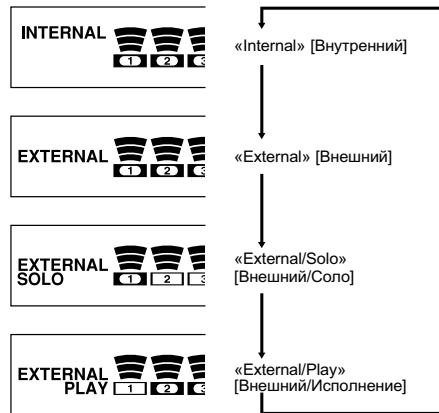 INTERNAL
1 2 3
«Internal» [Внутренний]
EXTERNAL
1 2 3
«External» [Внешний]
EXTERNAL
SOLO
1 2 3
«External/Solo»
[Внешний/Соло]
EXTERNAL
PLAY
1 2 3
«External/Play»
[Внешний/Исполнение]